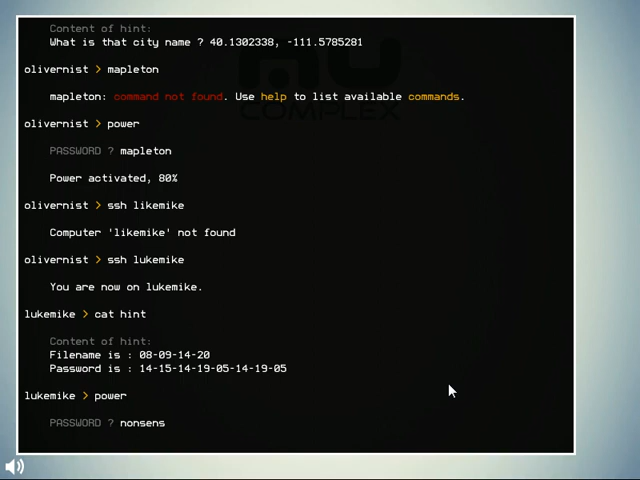 Content of hint:
What is that city name ? 40.1302338, -111.5785281
olivernist > mapleton
mapleton: command not found. Use help to list available commands.
olivernist > power
PASSWORD ? mapleton
Power activated, 80%
olivernist > ssh likemike
Computer 'likemike' not found
olivernist > ssh lukemike
You are now on lukemike.
lukemike > cat hint
Content of hint:
Filename is : 08-09-14-20
Password is : 14-15-14-19-05-14-19-05
lukemike > power
PASSWORD ? nonsens
COMPLEX